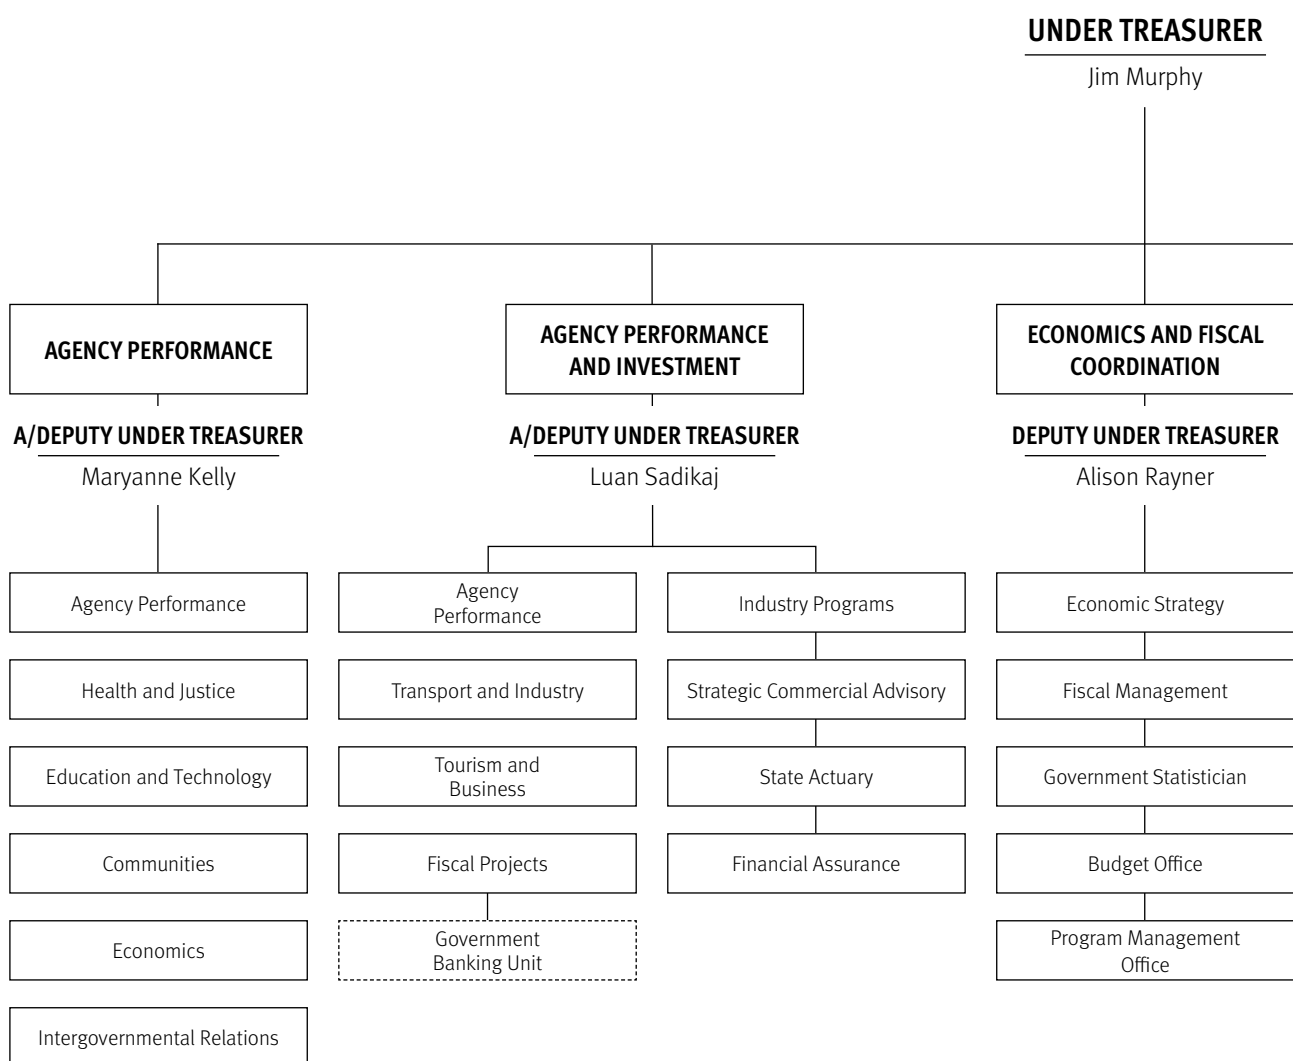 UNDER TREASURER
Jim Murphy
AGENCY PERFORMANCE
A/DEPUTY UNDER TREASURER
Maryanne Kelly
Agency Performance
Health and Justice
Education and Technology
Communities
Economics
Intergovernmental Relations
AGENCY PERFORMANCE
AND INVESTMENT
A/DEPUTY UNDER TREASURER
Luan Sadikaj
Agency
Performance
Transport and Industry
Tourism and
Business
Fiscal Projects
Government
Banking Unit
Industry Programs
Strategic Commercial Advisory
State Actuary
Financial Assurance
ECONOMICS AND FISCAL
COORDINATION
DEPUTY UNDER TREASURER
Alison Rayner
Economic Strategy
Fiscal Management
Government Statistician
Budget Office
Program Management
Office